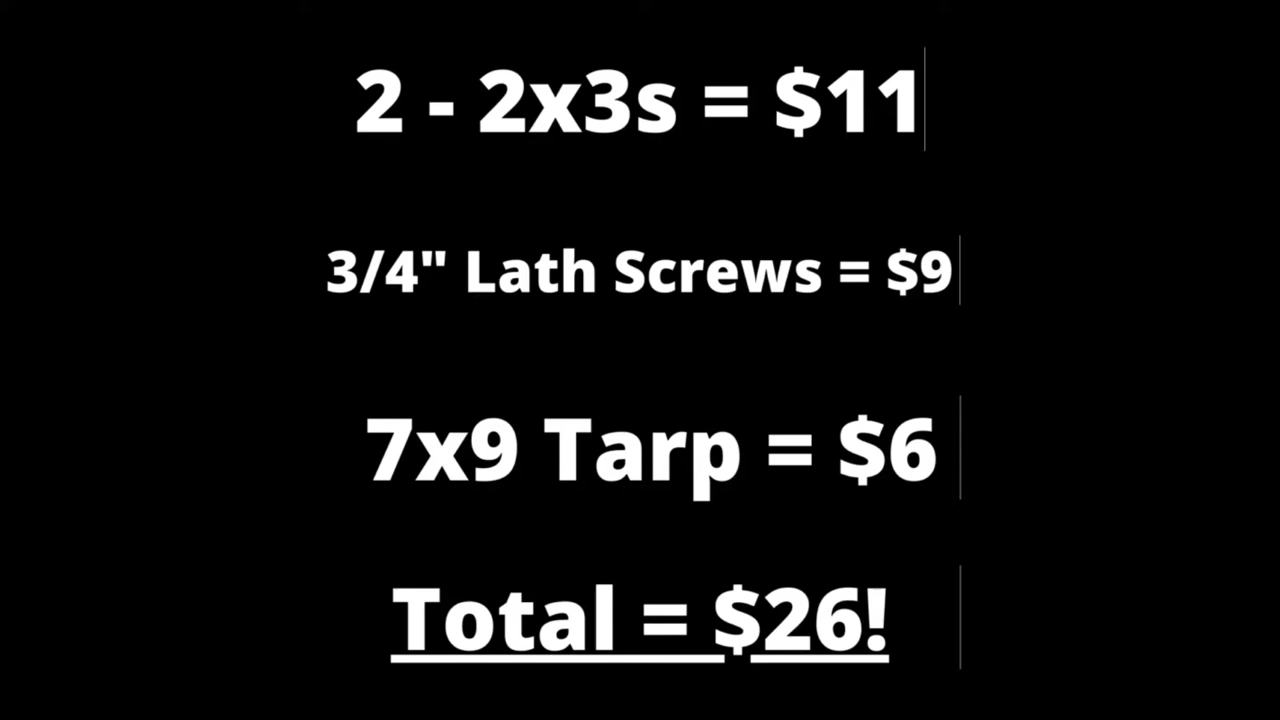 2 - 2x3s = $11
3/4" Lath Screws = $9
7x9 Tarp = $6
Total = $26!